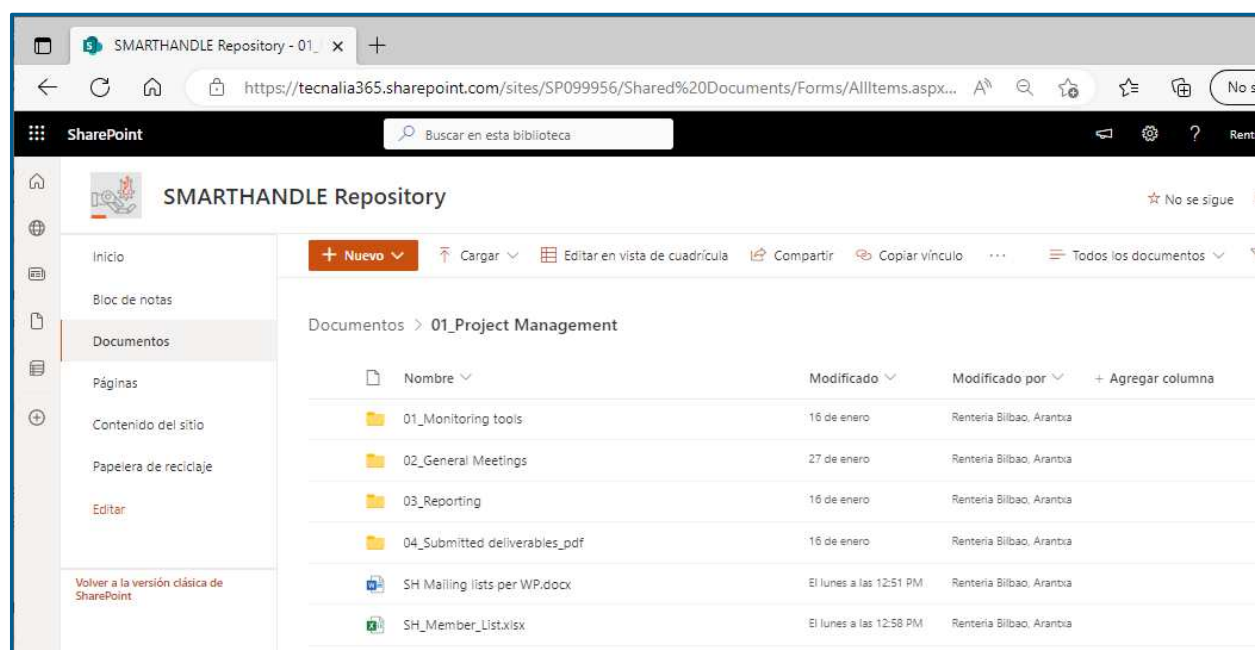 SMARTHANDLE Repository - 01_
https://tecnalia365.sharepoint.com/sites/SP099956/Shared%20Documents/Forms/AllItems.aspx...
No s
SharePoint
Buscar en esta biblioteca
?
Rent
SMARTHANDLE Repository
No se sigue
Inicio
Bloc de notas
Documentos
Páginas
Contenido del sitio
Papelera de reciclaje
Editar
Volver a la versión clásica de
SharePoint
+ Nuevo
Cargar
Editar en vista de cuadrícula
Compartir
Copiar vínculo
...
Todos los documentos
Documentos > 01_Project Management
Nombre Modificado Modificado por + Agregar columna
01_Monitoring tools 16 de enero Renteria Bilbao, Arantxa
02_General Meetings 27 de enero Renteria Bilbao, Arantxa
03_Reporting 16 de enero Renteria Bilbao, Arantxa
04_Submitted deliverables_pdf 16 de enero Renteria Bilbao, Arantxa
SH Mailing lists per WP.docx El lunes a las 12:51 PM Renteria Bilbao, Arantxa
SH_Member_List.xlsx El lunes a las 12:58 PM Renteria Bilbao, Arantxa